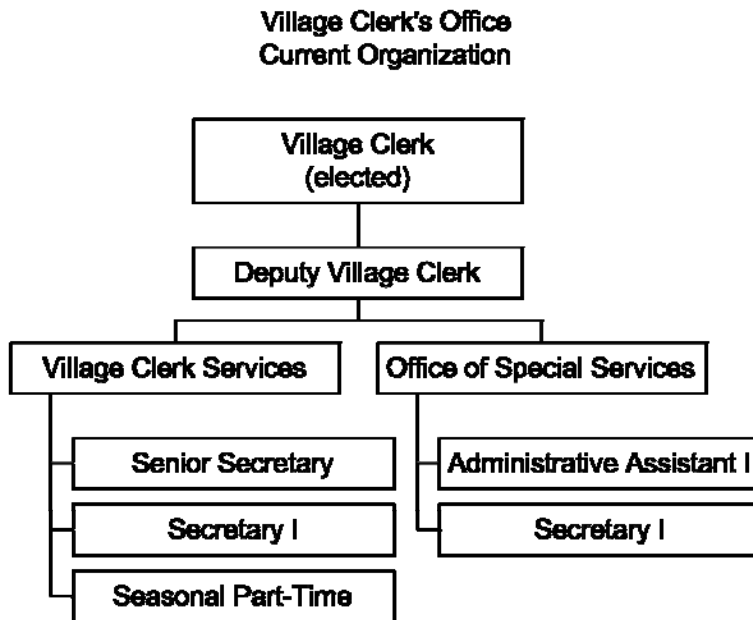 Village Clerk's Office
Current Organization
Village Clerk
(elected)
Deputy Village Clerk
Village Clerk Services
Office of Special Services
Senior Secretary
Administrative Assistant I
Secretary I
Secretary I
Seasonal Part-Time